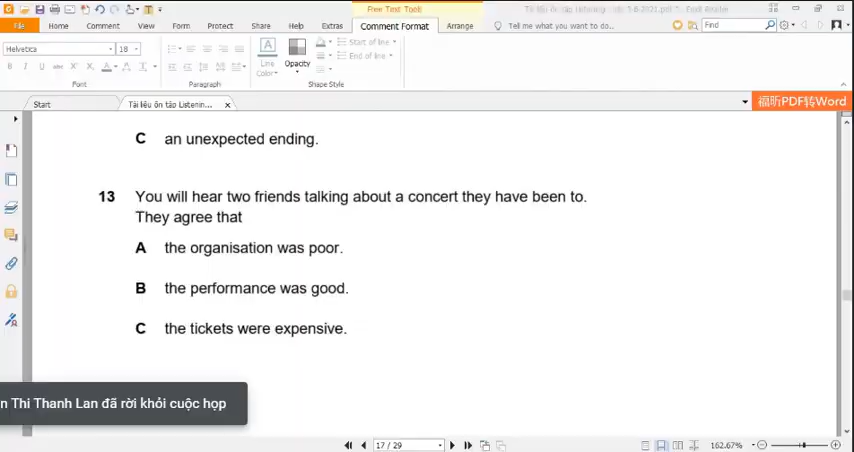 Free Text Tools
File Home Comment View Form Protect Share Help Extras Comment Format Arrange Tell me what you want to do... Find
Helvetica 18
Line Color Opacity
Start of line
End of line
Font Paragraph Shape Style
Start Tài liệu ôn tập Listenin... 福昕PDF转Word
C an unexpected ending.
13 You will hear two friends talking about a concert they have been to.
They agree that
A the organisation was poor.
B the performance was good.
C the tickets were expensive.
n Thi Thanh Lan đã rời khỏi cuộc họp
17 / 29 162.67%